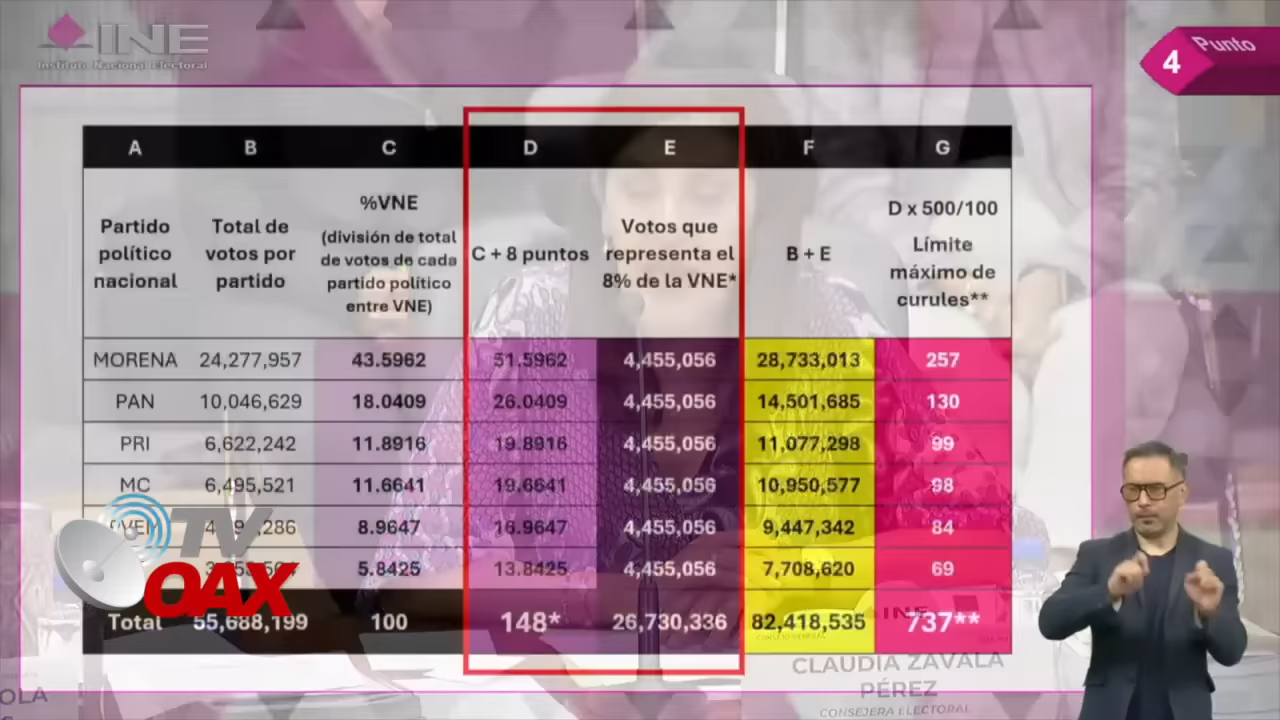 INE
Instituto Nacional Electoral
4 Punto
A B C D E F G
Partido político nacional
Total de votos por partido
%VNE
(división de total de votos de cada partido político entre VNE)
C + 8 puntos
Votos que representa el 8% de la VNE*
B + E
D x 500/100
Límite máximo de curules**
MORENA 24,277,957 43.5962 51.5962 4,455,056 28,733,013 257
PAN 10,046,629 18.0409 26.0409 4,455,056 14,501,685 130
PRI 6,622,242 11.8916 19.8916 4,455,056 11,077,298 99
MC 6,495,521 11.6641 19.6641 4,455,056 10,950,577 98
8.9647 16.9647 4,455,056 9,447,342 84
5.8425 13.8425 4,455,056 7,708,620 69
Total 55,688,199 100 148* 26,730,336 82,418,535 737**
TV
OAX
INE
CLAUDIA ZAVALA
PÉREZ
CONSEJERA ELECTORAL
OLA